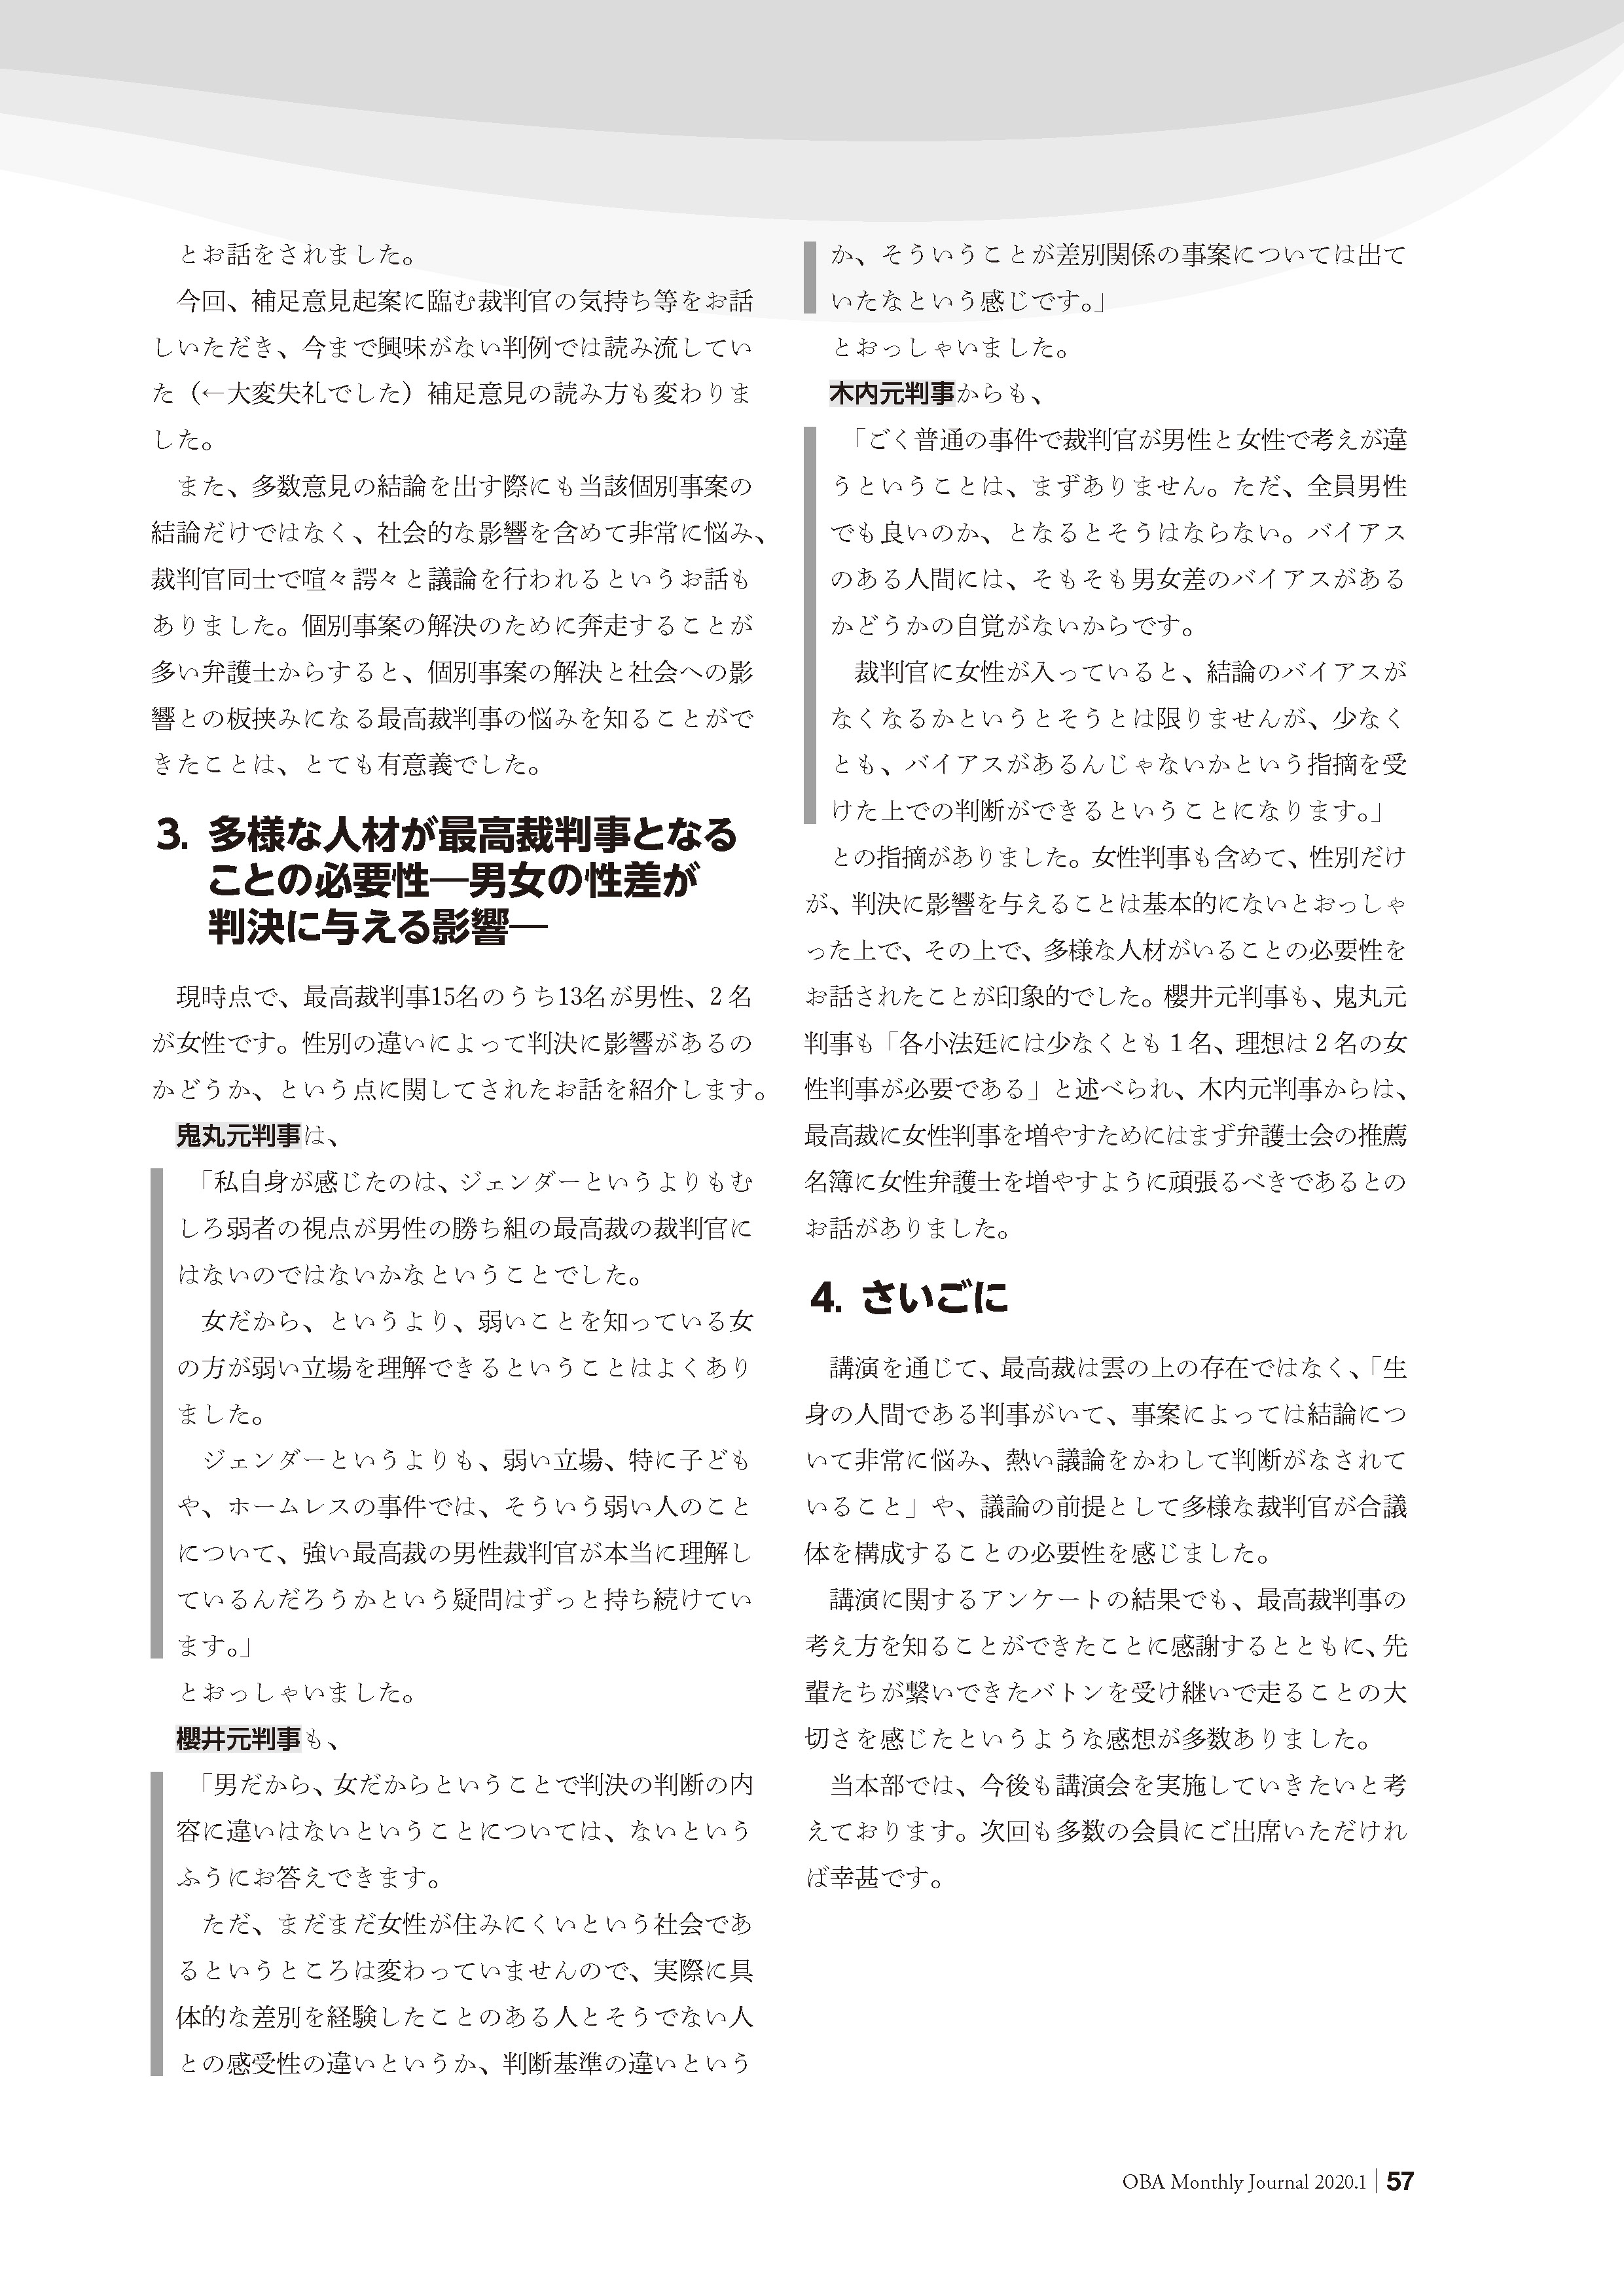 とお話をされました。
今回、補足意見起案に臨む裁判官の気持ち等をお話
しいただき、今まで興味がない判例では読み流してい
た（←大変失礼でした）補足意見の読み方も変わりま
した。
また、多数意見の結論を出す際にも当該個別事案の
結論だけではなく、社会的な影響を含めて非常に悩み、
裁判官同士で喧々諤々と議論を行われるというお話も
ありました。個別事案の解決のために奔走することが
多い弁護士からすると、個別事案の解決と社会への影
響との板挟みになる最高裁判事の悩みを知ることがで
きたことは、とても有意義でした。
3. 多様な人材が最高裁判事となる
ことの必要性―男女の性差が
判決に与える影響―
現時点で、最高裁判事15名のうち13名が男性、2名
が女性です。性別の違いによって判決に影響があるの
かどうか、という点に関してされたお話を紹介します。
鬼丸元判事は、
「私自身が感じたのは、ジェンダーというよりもむ
しろ弱者の視点が男性の勝ち組の最高裁の裁判官に
はないのではないかなということでした。
女だから、というより、弱いことを知っている女
の方が弱い立場を理解できるということはよくあり
ました。
ジェンダーというよりも、弱い立場、特に子ども
や、ホームレスの事件では、そういう弱い人のこと
について、強い最高裁の男性裁判官が本当に理解し
ているんだろうかという疑問はずっと持ち続けてい
ます。」
とおっしゃいました。
櫻井元判事も、
「男だから、女だからということで判決の判断の内
容に違いはないということについては、ないという
ふうにお答えできます。
ただ、まだまだ女性が住みにくいという社会であ
るというところは変わっていませんので、実際に具
体的な差別を経験したことのある人とそうでない人
との感受性の違いというか、判断基準の違いという
か、そういうことが差別関係の事案については出て
いたなという感じです。」
とおっしゃいました。
木内元判事からも、
「ごく普通の事件で裁判官が男性と女性で考えが違
うということは、まずありません。ただ、全員男性
でも良いのか、となるとそうはならない。バイアス
のある人間には、そもそも男女差のバイアスがある
かどうかの自覚がないからです。
裁判官に女性が入っていると、結論のバイアスが
なくなるかというとそうとは限りませんが、少なく
とも、バイアスがあるんじゃないかという指摘を受
けた上での判断ができるということになります。」
との指摘がありました。女性判事も含めて、性別だけ
が、判決に影響を与えることは基本的にないとおっしゃ
った上で、その上で、多様な人材がいることの必要性を
お話されたことが印象的でした。櫻井元判事も、鬼丸元
判事も「各小法廷には少なくとも1名、理想は2名の女
性判事が必要である」と述べられ、木内元判事からは、
最高裁に女性判事を増やすためにはまず弁護士会の推薦
名簿に女性弁護士を増やすように頑張るべきであるとの
お話がありました。
4. さいごに
講演を通じて、最高裁は雲の上の存在ではなく、「生
身の人間である判事がいて、事案によっては結論につ
いて非常に悩み、熱い議論をかわして判断がなされて
いること」や、議論の前提として多様な裁判官が合議
体を構成することの必要性を感じました。
講演に関するアンケートの結果でも、最高裁判事の
考え方を知ることができたことに感謝するとともに、先
輩たちが繋いできたバトンを受け継いで走ることの大
切さを感じたというような感想が多数ありました。
当本部では、今後も講演会を実施していきたいと考
えております。次回も多数の会員にご出席いただけれ
ば幸甚です。
OBA Monthly Journal 2020.1 | 57